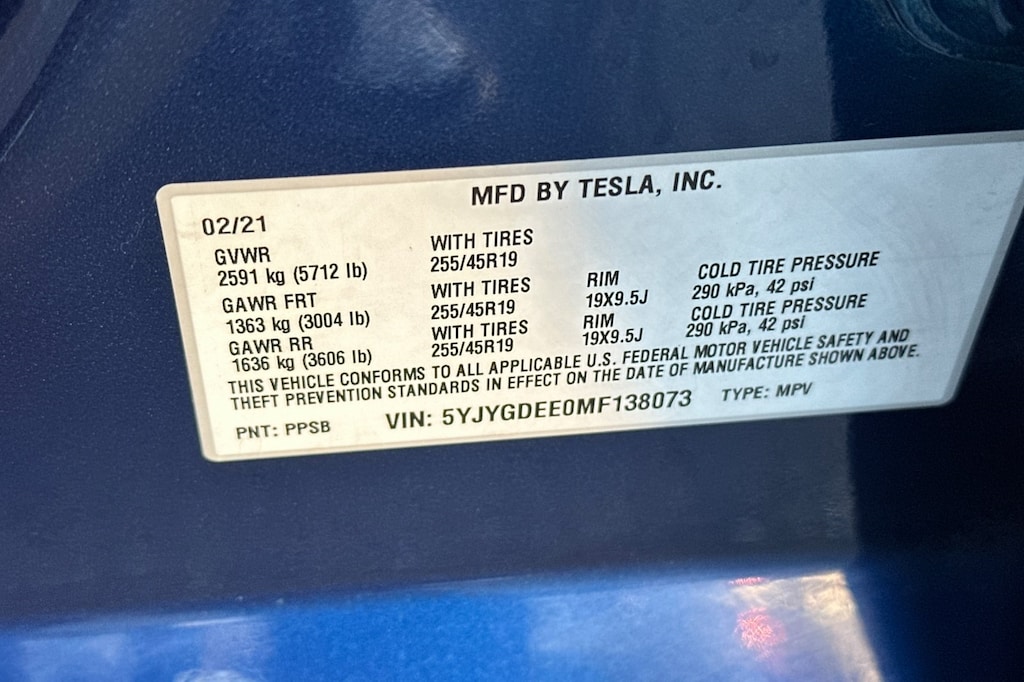 MFD BY TESLA, INC.
02/21
GVWR WITH TIRES
2591 kg (5712 lb) 255/45R19
GAWR FRT WITH TIRES RIM COLD TIRE PRESSURE
1363 kg (3004 lb) 255/45R19 19X9.5J 290 kPa, 42 psi
GAWR RR WITH TIRES RIM COLD TIRE PRESSURE
1636 kg (3606 lb) 255/45R19 19X9.5J 290 kPa, 42 psi
THIS VEHICLE CONFORMS TO ALL APPLICABLE U.S. FEDERAL MOTOR VEHICLE SAFETY AND
THEFT PREVENTION STANDARDS IN EFFECT ON THE DATE OF MANUFACTURE SHOWN ABOVE.
PNT: PPSB VIN: 5YJYGDEE0MF138073 TYPE: MPV